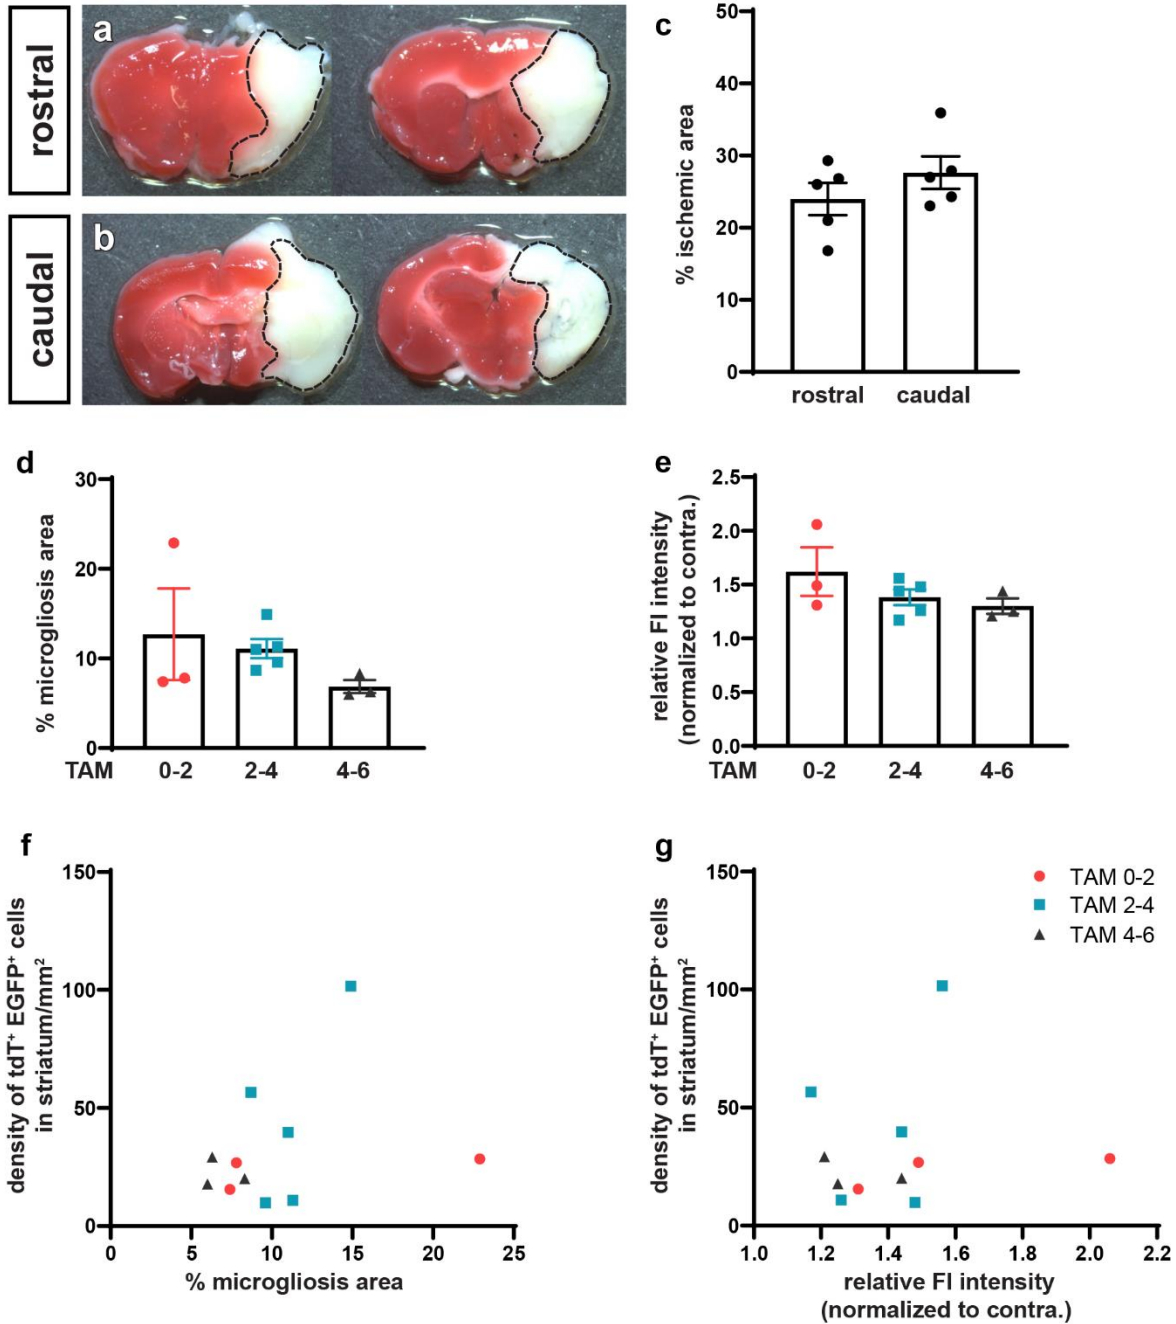 rostral
a
caudal
b
c
% ischemic area
50
40
30
20
10
0
rostral caudal
d
% microgliosis area
30
20
10
0
TAM 0-2 2-4 4-6
e
relative FI intensity
(normalized to contra.)
2.5
2.0
1.5
1.0
0.5
0.0
TAM 0-2 2-4 4-6
f
density of tdT⁺ EGFP⁺ cells
in striatum/mm²
150
100
50
0
0 5 10 15 20 25
% microgliosis area
g
density of tdT⁺ EGFP⁺ cells
in striatum/mm²
150
100
50
0
TAM 0-2
TAM 2-4
TAM 4-6
1.0 1.2 1.4 1.6 1.8 2.0 2.2
relative FI intensity
(normalized to contra.)